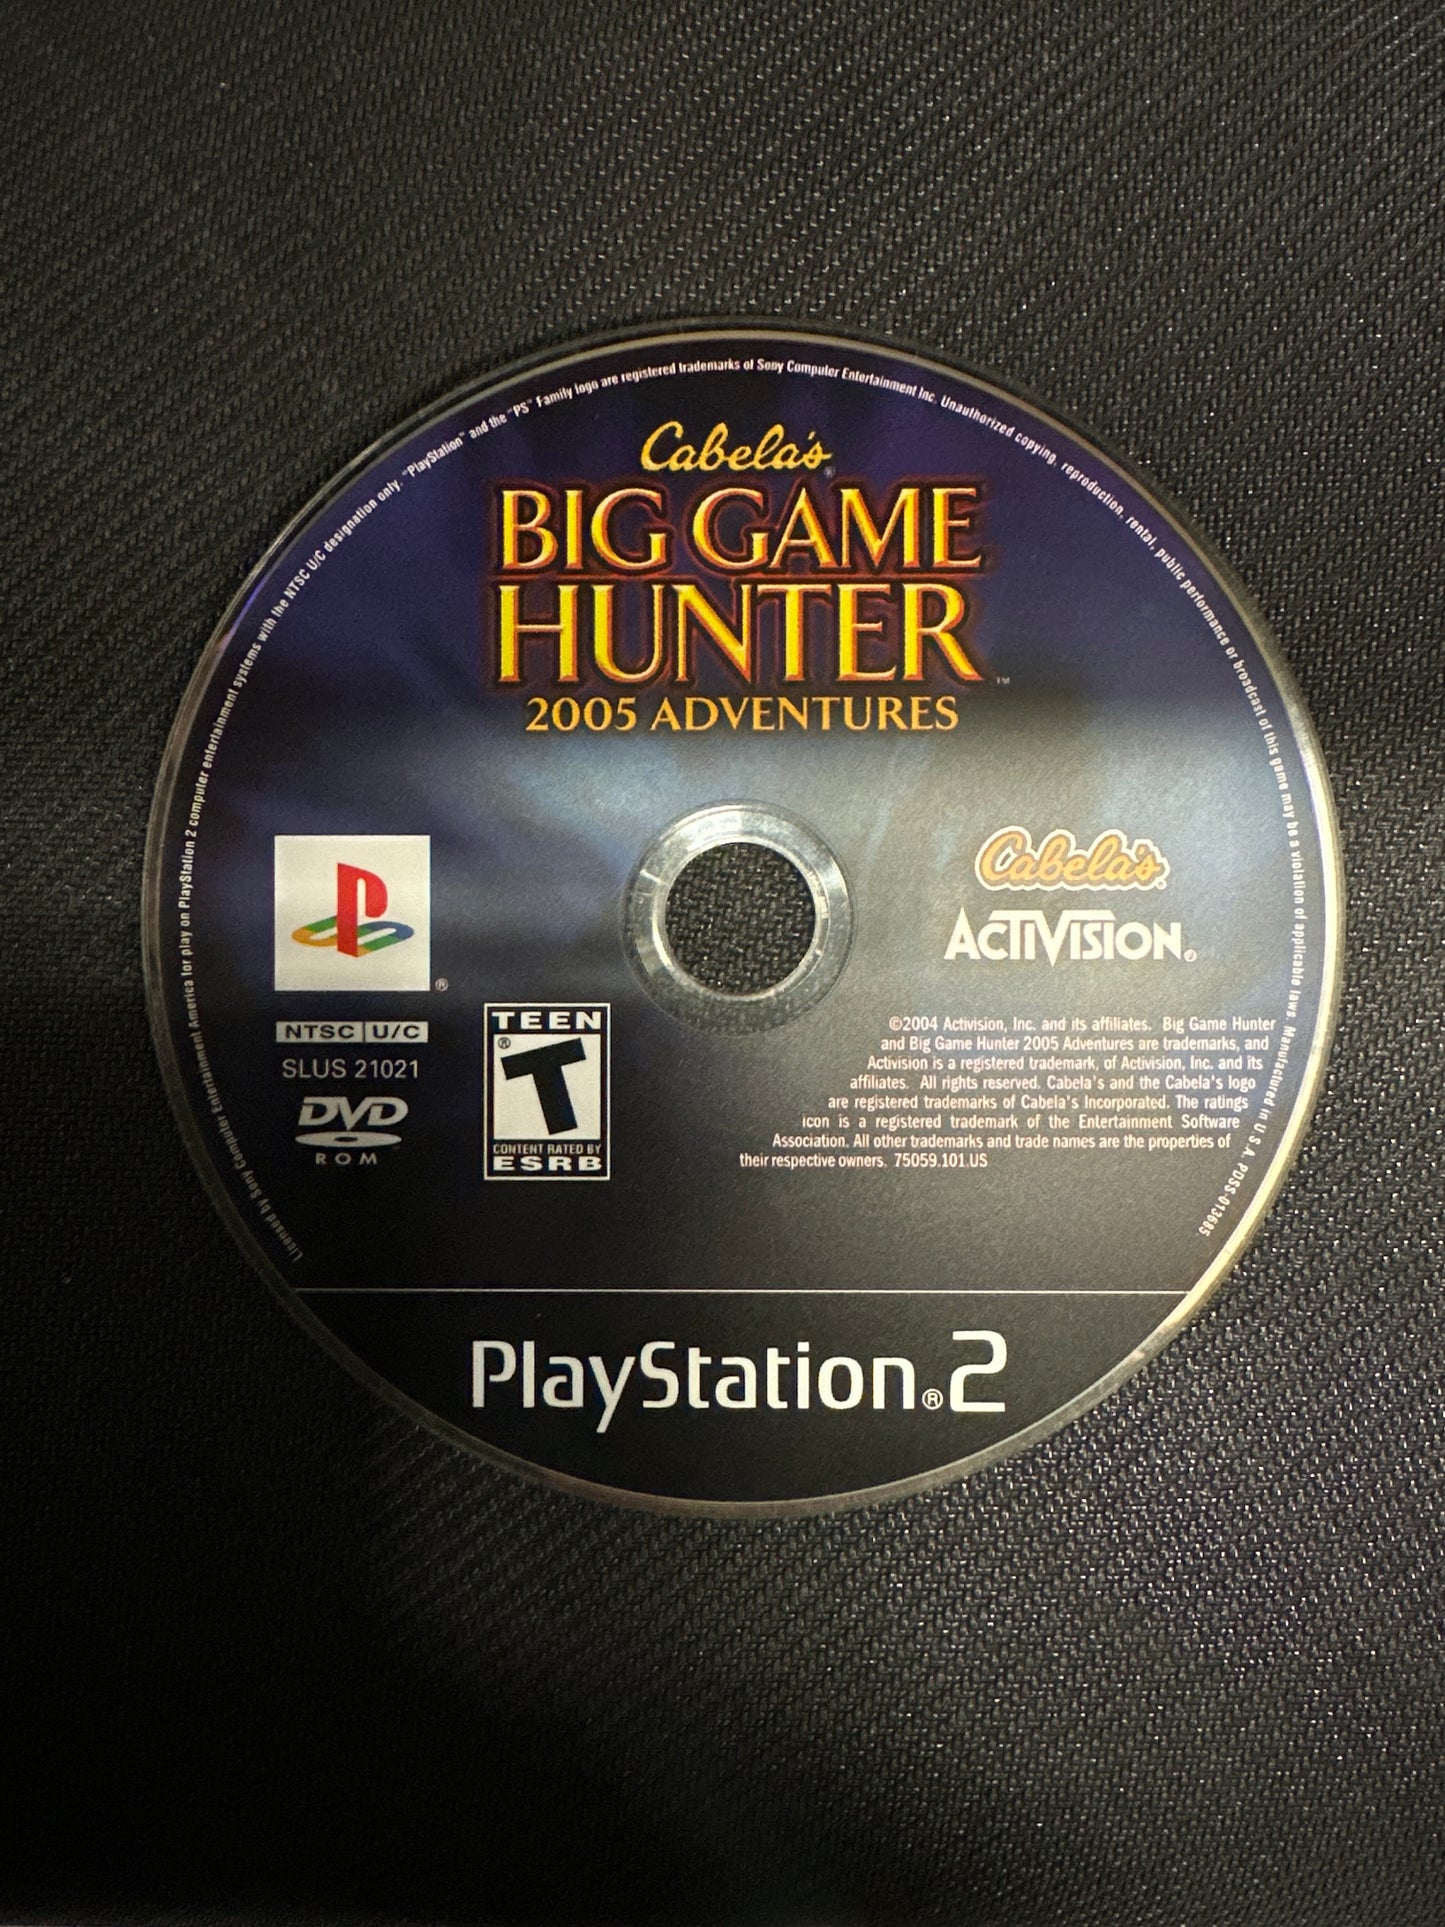 Licensed by Sony Computer Entertainment America for play on PlayStation 2 computer entertainment systems with the NTSC U/C designation only. "PlayStation" and the "PS" Family logo are registered trademarks of Sony Computer Entertainment Inc. Unauthorized copying, reproduction, rental, public performance or broadcast of this game may be a violation of applicable laws. Manufactured in U.S.A. PDSS-013685
Cabela's®
BIG GAME
HUNTER™
2005 ADVENTURES
®
Cabela's®
ACTIVISION®
NTSC U/C
SLUS 21021
DVD
ROM
TEEN
®
T
CONTENT RATED BY
ESRB
©2004 Activision, Inc. and its affiliates. Big Game Hunter
and Big Game Hunter 2005 Adventures are trademarks, and
Activision is a registered trademark, of Activision, Inc. and its
affiliates. All rights reserved. Cabela's and the Cabela's logo
are registered trademarks of Cabela's Incorporated. The ratings
icon is a registered trademark of the Entertainment Software
Association. All other trademarks and trade names are the properties of
their respective owners. 75059.101.US
PlayStation®2